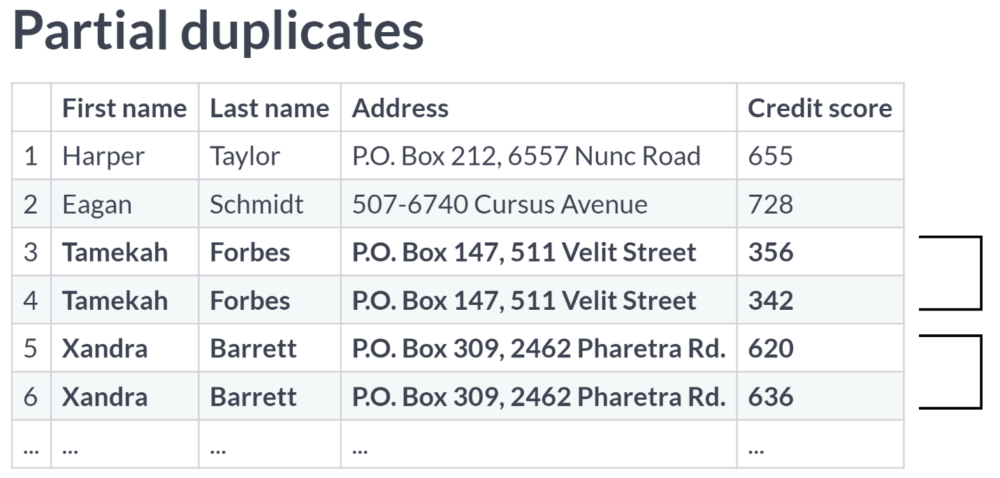 Partial duplicates
First name Last name Address Credit score
1 Harper Taylor P.O. Box 212, 6557 Nunc Road 655
2 Eagan Schmidt 507-6740 Cursus Avenue 728
3 Tamekah Forbes P.O. Box 147, 511 Velit Street 356
4 Tamekah Forbes P.O. Box 147, 511 Velit Street 342
5 Xandra Barrett P.O. Box 309, 2462 Pharetra Rd. 620
6 Xandra Barrett P.O. Box 309, 2462 Pharetra Rd. 636
... ... ... ... ...